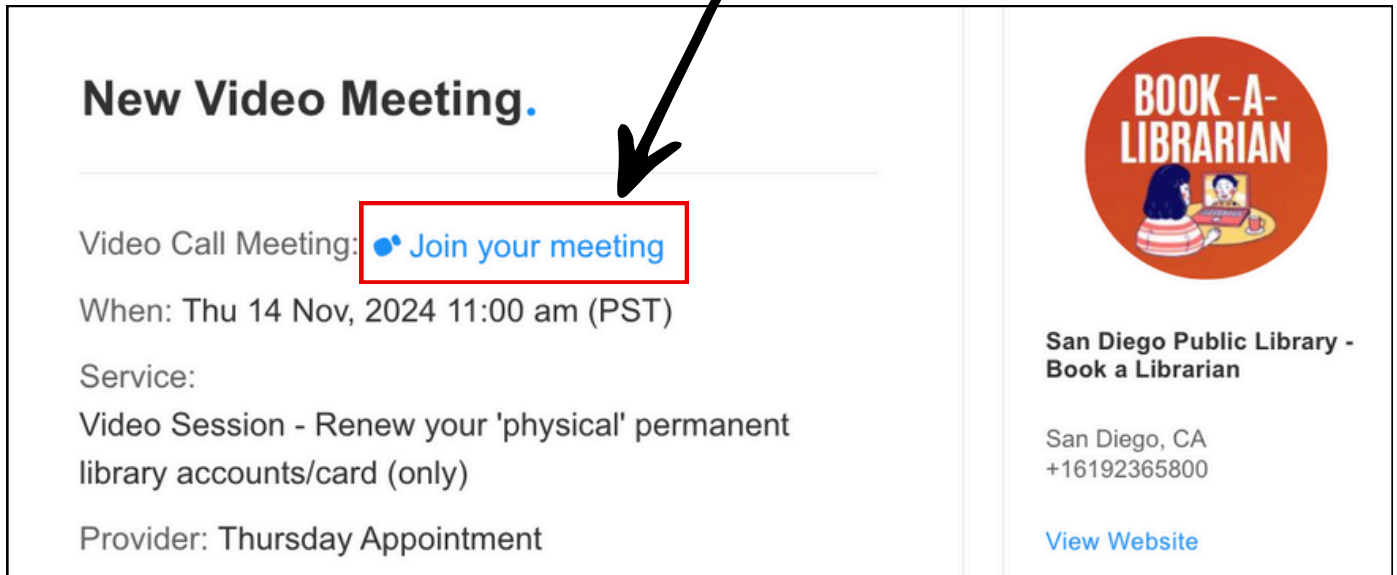 New Video Meeting.
Video Call Meeting: Join your meeting
When: Thu 14 Nov, 2024 11:00 am (PST)
Service:
Video Session - Renew your 'physical' permanent
library accounts/card (only)
Provider: Thursday Appointment
BOOK -A-
LIBRARIAN
San Diego Public Library -
Book a Librarian
San Diego, CA
+16192365800
View Website